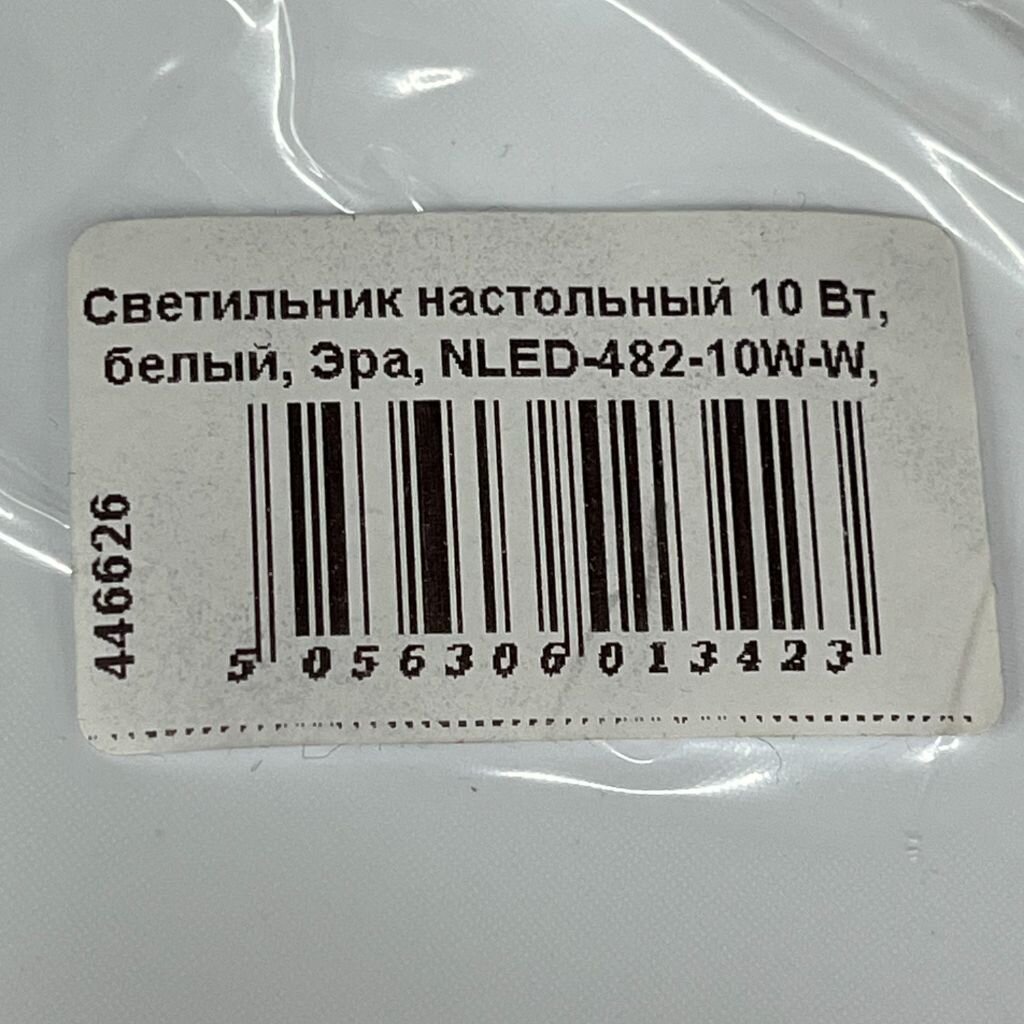 Светильник настольный 10 Вт,
белый, Эра, NLED-482-10W-W,
446626
5 056306 013423